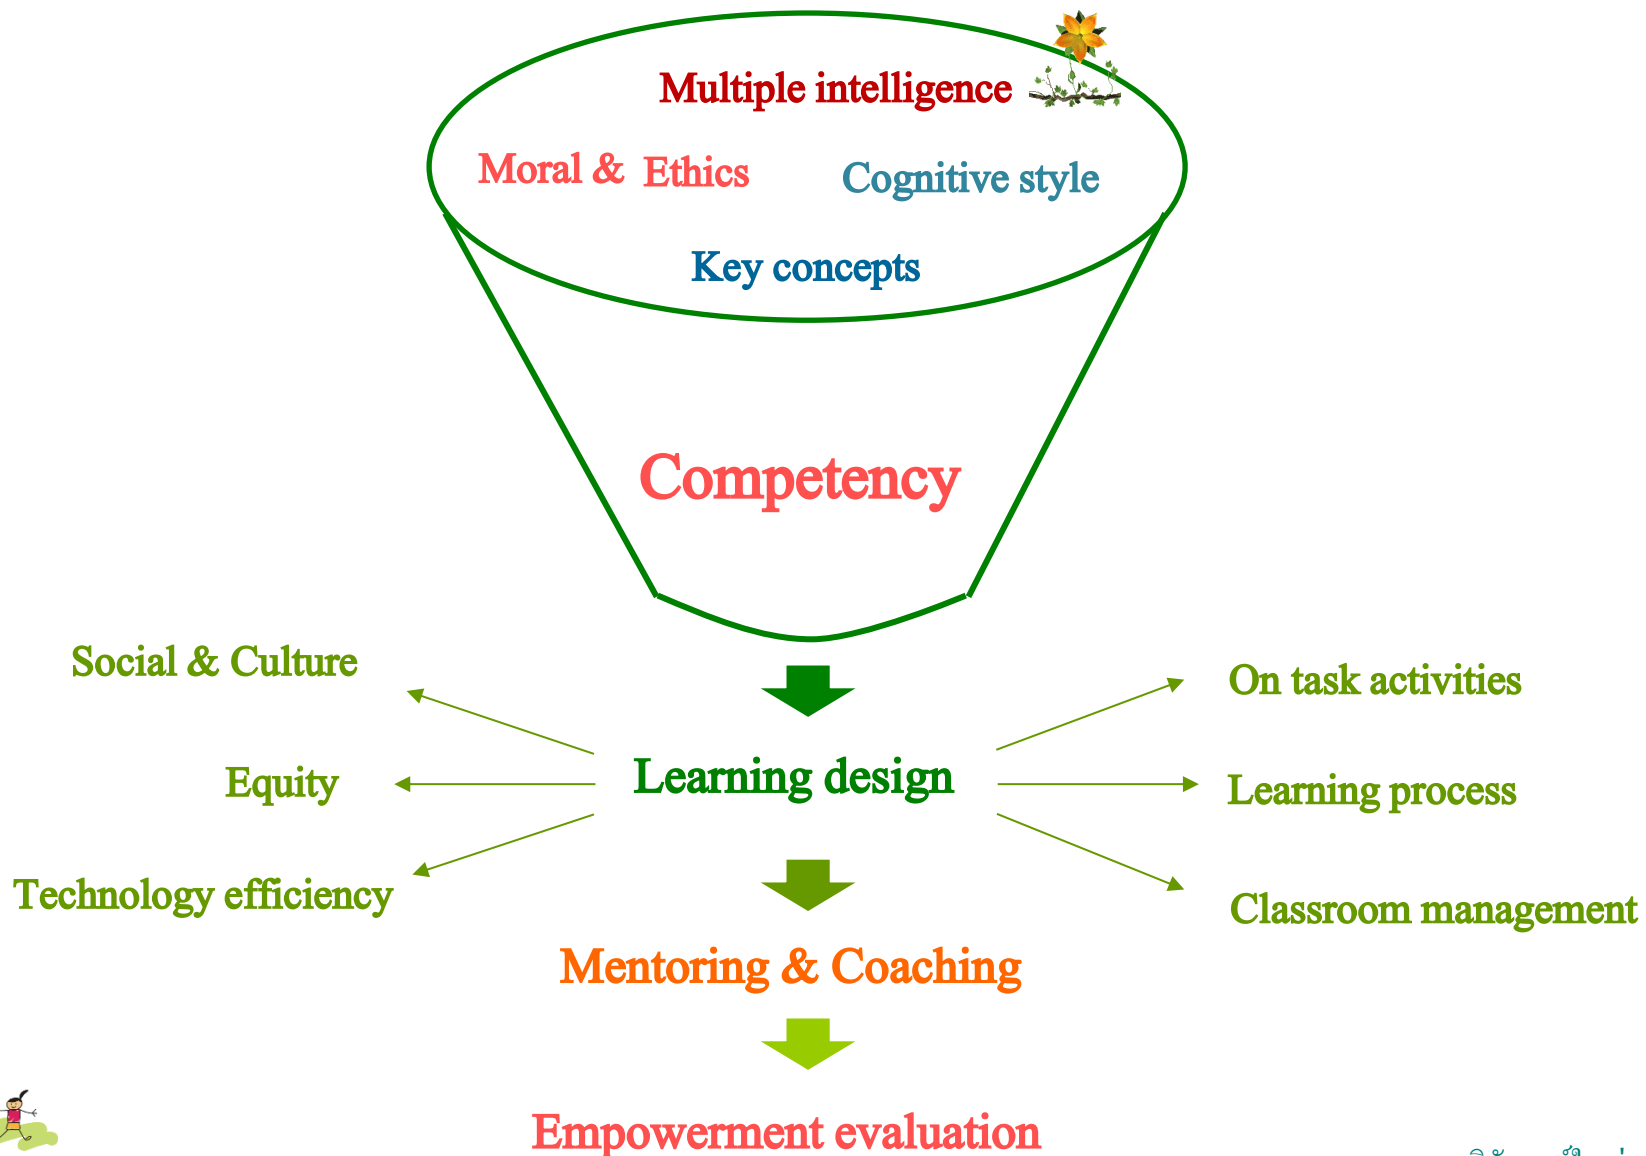 Multiple intelligence
Moral & Ethics
Cognitive style
Key concepts
Competency
Social & Culture
On task activities
Equity
Learning design
Learning process
Technology efficiency
Classroom management
Mentoring & Coaching
Empowerment evaluation